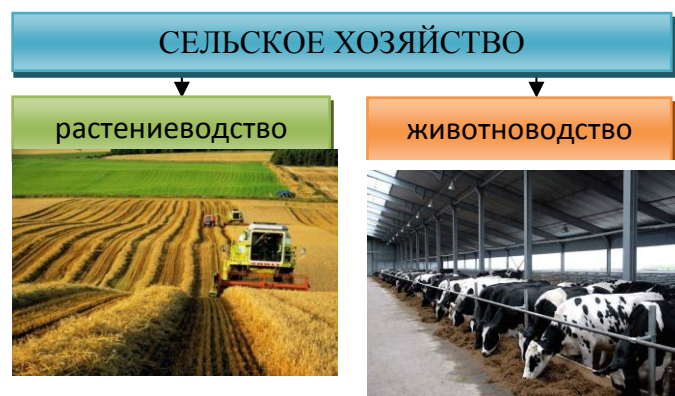 СЕЛЬСКОЕ ХОЗЯЙСТВО
растениеводство
животноводство